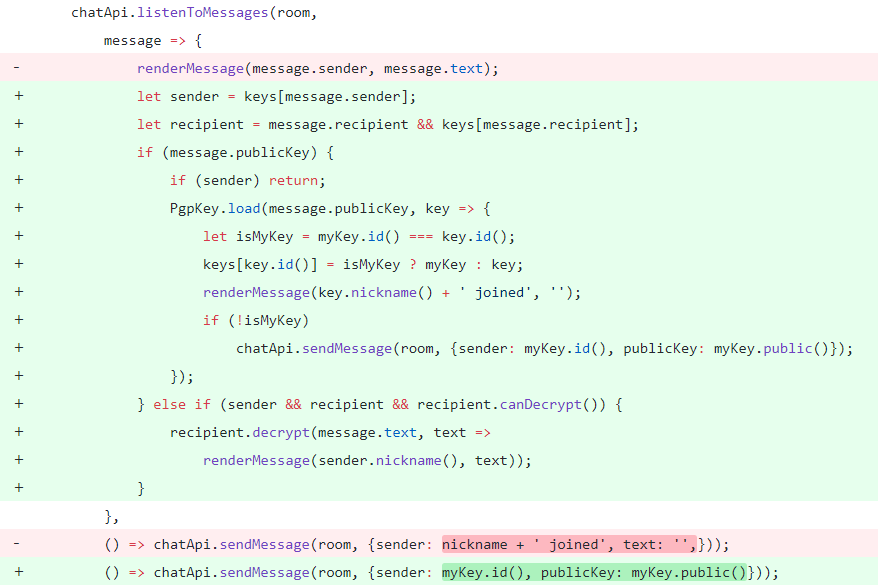 chatApi.listenToMessages(room,
message => {
- renderMessage(message.sender, message.text);
+ let sender = keys[message.sender];
+ let recipient = message.recipient && keys[message.recipient];
+ if (message.publicKey) {
+ if (sender) return;
+ PgpKey.load(message.publicKey, key => {
+ let isMyKey = myKey.id() === key.id();
+ keys[key.id()] = isMyKey ? myKey : key;
+ renderMessage(key.nickname() + ' joined', '');
+ if (!isMyKey)
+ chatApi.sendMessage(room, {sender: myKey.id(), publicKey: myKey.public()});
+ });
+ } else if (sender && recipient && recipient.canDecrypt()) {
+ recipient.decrypt(message.text, text =>
+ renderMessage(sender.nickname(), text));
+ }
},
- () => chatApi.sendMessage(room, {sender: nickname + ' joined', text: '',}));
+ () => chatApi.sendMessage(room, {sender: myKey.id(), publicKey: myKey.public()}));